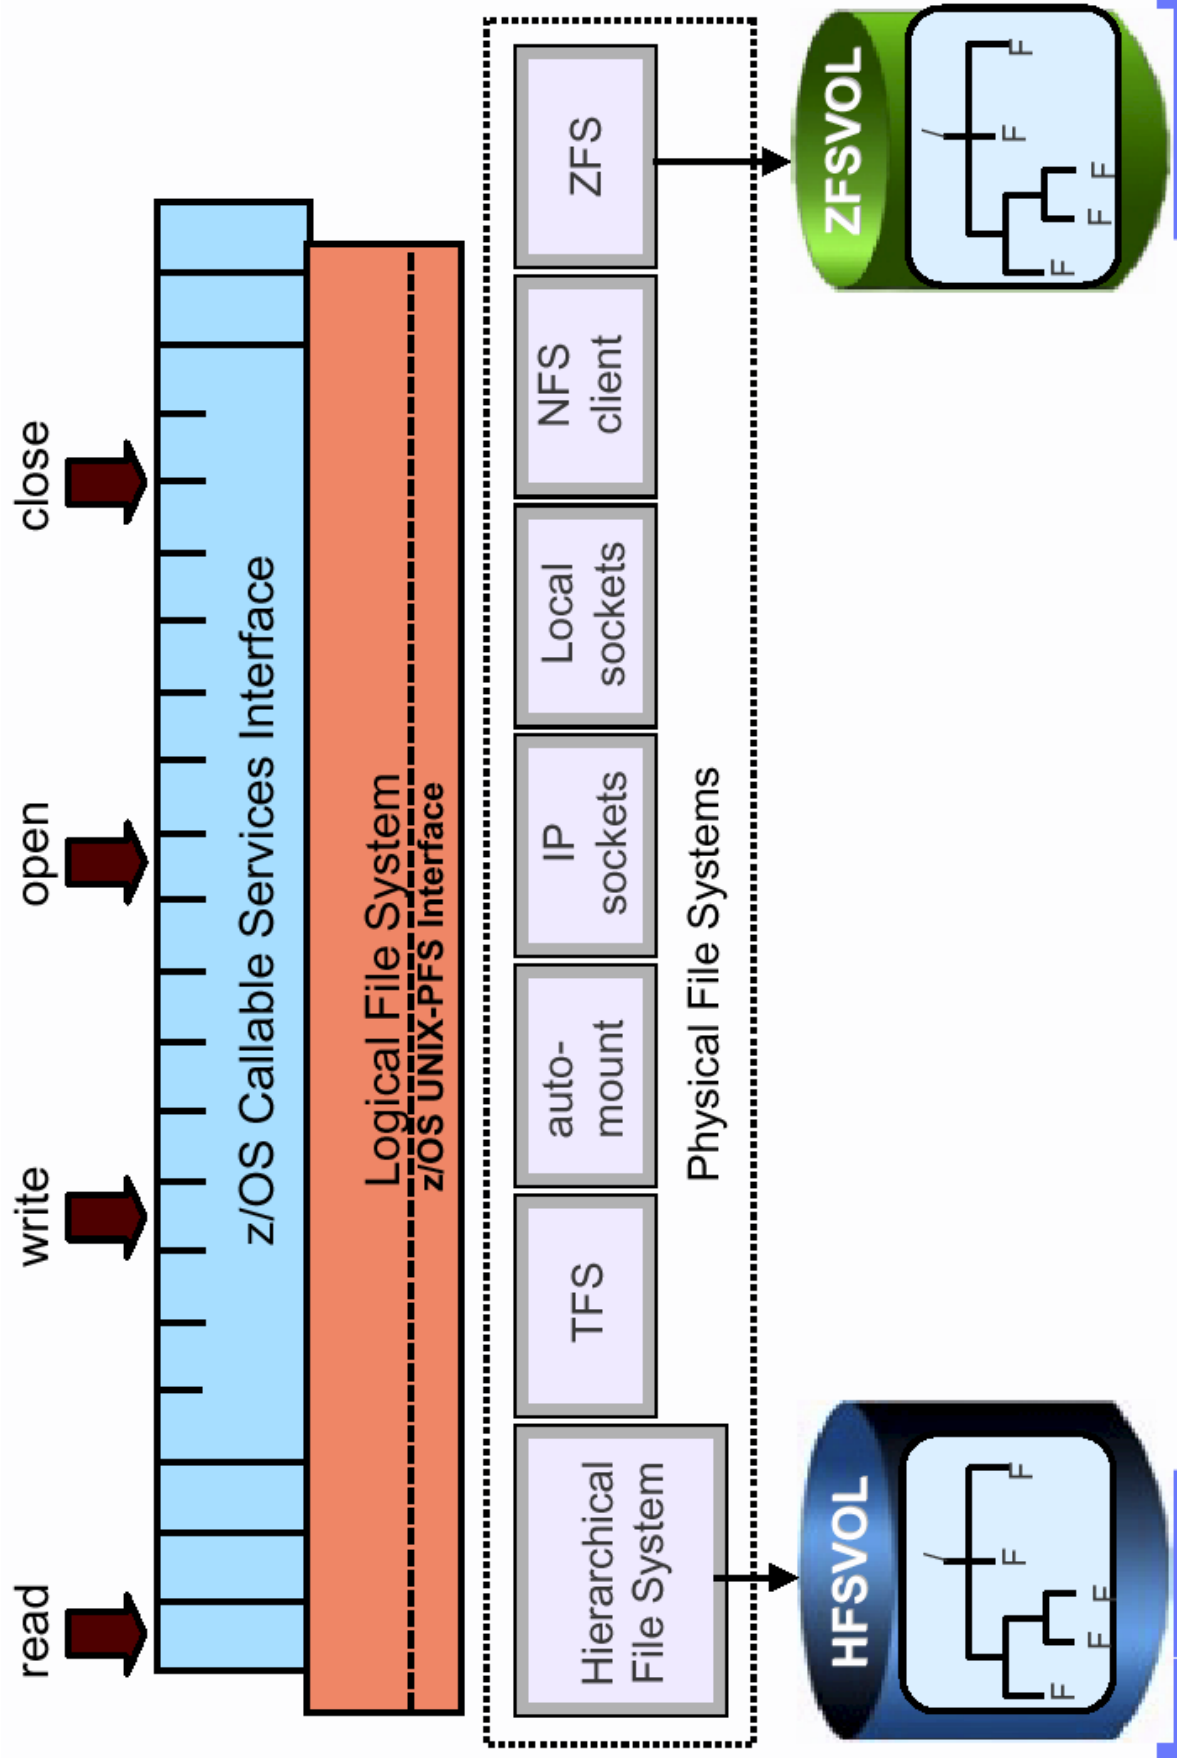 read write open close
z/OS Callable Services Interface
Logical File System
z/OS UNIX-PFS Interface
Hierarchical
File System
TFS
auto-
mount
IP
sockets
Local
sockets
NFS
client
ZFS
Physical File Systems
HFSVOL
/
F
F
F
F
F
ZFSVOL
/
F
F
F
F
F